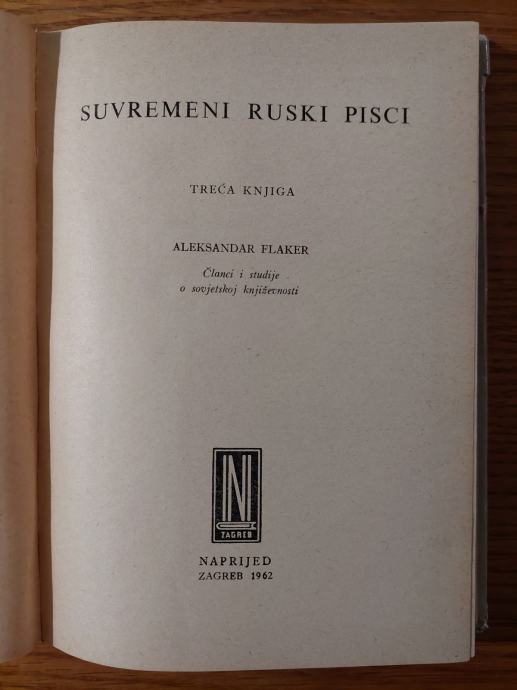 SUVREMENI RUSKI PISCI
TREĆA KNJIGA
ALEKSANDAR FLAKER
Članci i studije
o sovjetskoj književnosti
N
ZAGREB
NAPRIJED
ZAGREB 1962